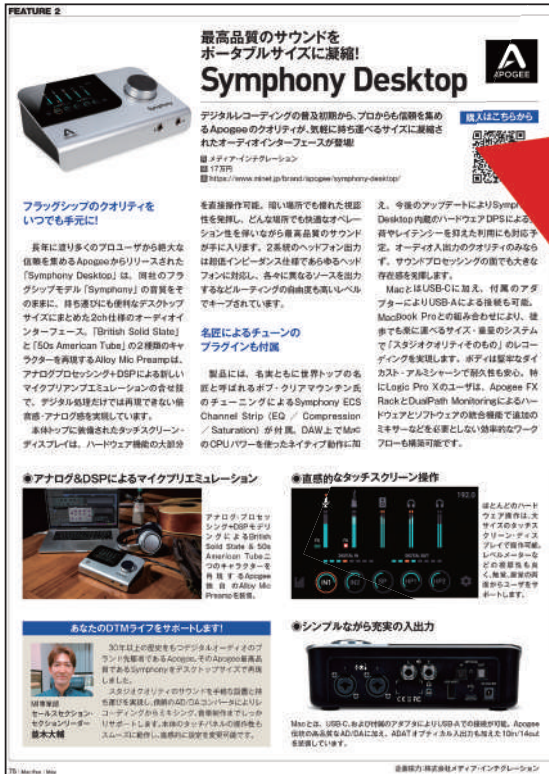 FEATURE 2
最高品質のサウンドを
ポータブルサイズに凝縮!
Symphony Desktop
APOGEE
デジタルレコーディングの普及初期から、プロからも信頼を集め
るApogeeのクオリティが、気軽に持ち運べるサイズに凝縮さ
れたオーディオインターフェースが登場!
購入はこちらから
メディア・インテグレーション
17万円
https://www.minet.jp/brand/apogee/symphony-desktop/
フラッグシップのクオリティを
いつでも手元に!
長年に渡り多くのプロユーザから絶大な
信頼を集めるApogeeからリリースされた
「Symphony Desktop」は、同社のフラ
グシップモデル「Symphony」の音質をそ
のままに、持ち運びにも便利なデスクトップ
サイズにまとめた2ch仕様のオーディオイ
ンターフェース。「British Solid State」
と「50s American Tube」の2種類のキャ
ラクターを再現するAlloy Mic Preampは、
アナログプロセッシング+DSPによる新しい
マイクプリアンプエミュレーションの合せ技
で、デジタル処理だけでは再現できない倍
音感・アナログ感を実現しています。
本体トップに装備されたタッチスクリーン・
ディスプレイは、ハードウェア機能の大部分
を直接操作可能。暗い場所でも優れた視認
性を発揮し、どんな場所でも快適なオペレー
ション性を伴いながら最高品質のサウンド
が手に入ります。2系統のヘッドフォン出力
は超低インピーダンス仕様であらゆるヘッド
フォンに対応し、各々に異なるソースを出力
するなどルーティングの自由度も高いレベル
でキープされています。
名匠によるチューンの
プラグインも付属
製品には、名実ともに世界トップの名
匠と呼ばれるボブ・クリアマウンテン氏
のチューニングによるSymphony ECS
Channel Strip (EQ / Compression
/ Saturation) が付属。DAW上でMac
のCPUパワーを使ったネイティブ動作に加
え、今後のアップデートによりSymph
Desktop内蔵のハードウェアDPSによる
荷やレイテンシーを抑えた利用にも対応予
定。オーディオ入出力のクオリティのみなら
ず、サウンドプロセッシングの面でも大きな
存在感を発揮します。
MacとはUSB-Cに加え、付属のアダ
プターによりUSB-Aによる接続も可能。
MacBook Proとの組み合わせにより、徒
歩でも楽に運べるサイズ・重量のシステム
で「スタジオクオリティそのもの」のレコー
ディングを実現します。ボディは堅牢なダイ
カスト・アルミシャーシで耐久性も安心。特
にLogic Pro Xのユーザは、Apogee FX
RackとDualPath Monitoringによるハー
ドウェアとソフトウェアの統合機能で追加の
ミキサーなどを必要としない効率的なワーク
フローも構築可能です。
◉アナログ&DSPによるマイクプリエミュレーション
アナログ・プロセッ
シング+DSPモデリ
ングによるBritish
Solid State & 50s
American Tube二
つのキャラクターを
再現するApogee
独自のAlloy Mic
Preampを装備。
◉直感的なタッチスクリーン操作
192.0
DIGITAL IN
DIGITAL OUT
IN1
IN2
SP
HP1
HP2
ほとんどのハード
ウェア操作は、大
サイズのタッチス
クリーン・ディス
プレイで操作可能。
レベルメーターな
どの視認性も良
く、触覚、視覚の両
面からユーザをサ
ポートします。
あなたのDTMライフをサポートします!
MI事業部
セールスセクション・
セクションリーダー
並木大輔
30年以上の歴史をもつデジタルオーディオのブ
ランド先駆者であるApogee。そのApogee最高品
質であるSymphonyをデスクトップサイズで再現
しました。
スタジオクオリティのサウンドを手軽な設置と持
ち運びを実現し、信頼のAD/DAコンバータによりレ
コーディングからミキシング、音楽制作までしっか
りサポートします。本体のタッチパネルの操作性も
スムーズに動作し、直感的に設定を変更可能です。
◉シンプルながら充実の入出力
Macとは、USB-C、および付属のアダプタによりUSB-Aでの接続が可能。Apogee
伝統の高品質なAD/DAに加え、ADATオプティカル入出力も加えた10in/14out
を装備しています。
企画協力:株式会社メディア・インテグレーション